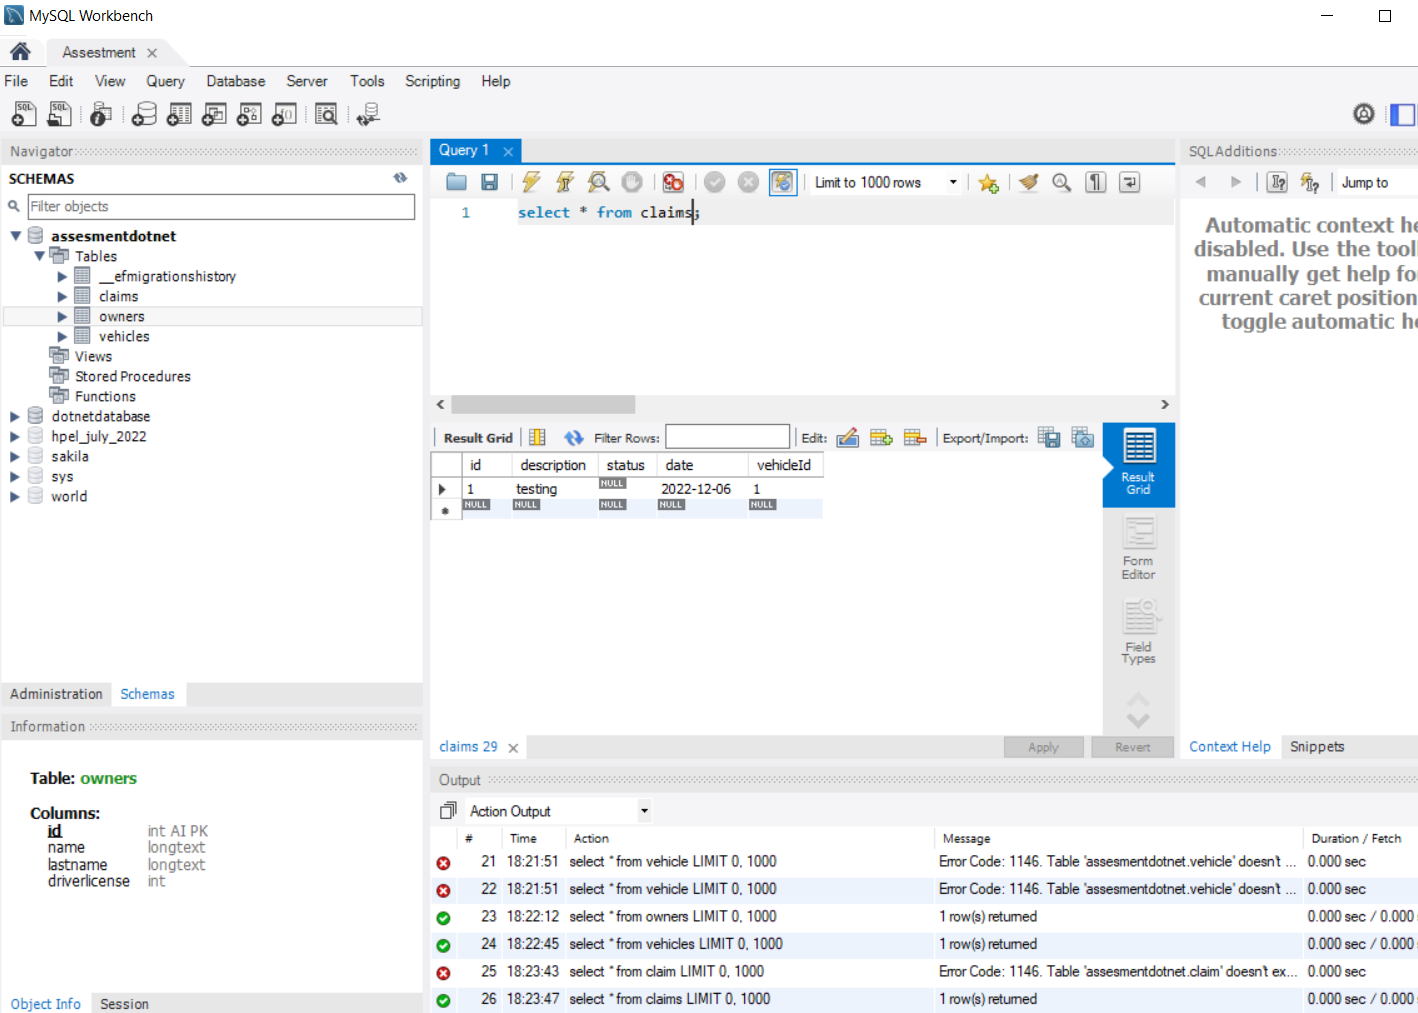 MySQL Workbench
Assestment
File Edit View Query Database Server Tools Scripting Help
Navigator
SCHEMAS
Filter objects
assesmentdotnet
Tables
__efmigrationshistory
claims
owners
vehicles
Views
Stored Procedures
Functions
dotnetdatabase
hpel_july_2022
sakila
sys
world
Administration Schemas
Information
Table: owners
Columns:
id int AI PK
name longtext
lastname longtext
driverlicense int
Object Info Session
Query 1
Limit to 1000 rows
1 select * from claims;
Result Grid Filter Rows: Edit: Export/Import:
id description status date vehicleId
1 testing NULL 2022-12-06 1
NULL NULL NULL NULL NULL
Result
Grid
Form
Editor
Field
Types
claims 29 Apply Revert
SQLAdditions
Jump to
Automatic context he
disabled. Use the tool
manually get help fo
current caret position
toggle automatic he
Context Help Snippets
Output
Action Output
# Time Action Message Duration / Fetch
21 18:21:51 select * from vehicle LIMIT 0, 1000 Error Code: 1146. Table 'assesmentdotnet.vehicle' doesn't ... 0.000 sec
22 18:21:51 select * from vehicle LIMIT 0, 1000 Error Code: 1146. Table 'assesmentdotnet.vehicle' doesn't ... 0.000 sec
23 18:22:12 select * from owners LIMIT 0, 1000 1 row(s) returned 0.000 sec / 0.000
24 18:22:45 select * from vehicles LIMIT 0, 1000 1 row(s) returned 0.000 sec / 0.000
25 18:23:43 select * from claim LIMIT 0, 1000 Error Code: 1146. Table 'assesmentdotnet.claim' doesn't ex... 0.000 sec
26 18:23:47 select * from claims LIMIT 0, 1000 1 row(s) returned 0.000 sec / 0.000